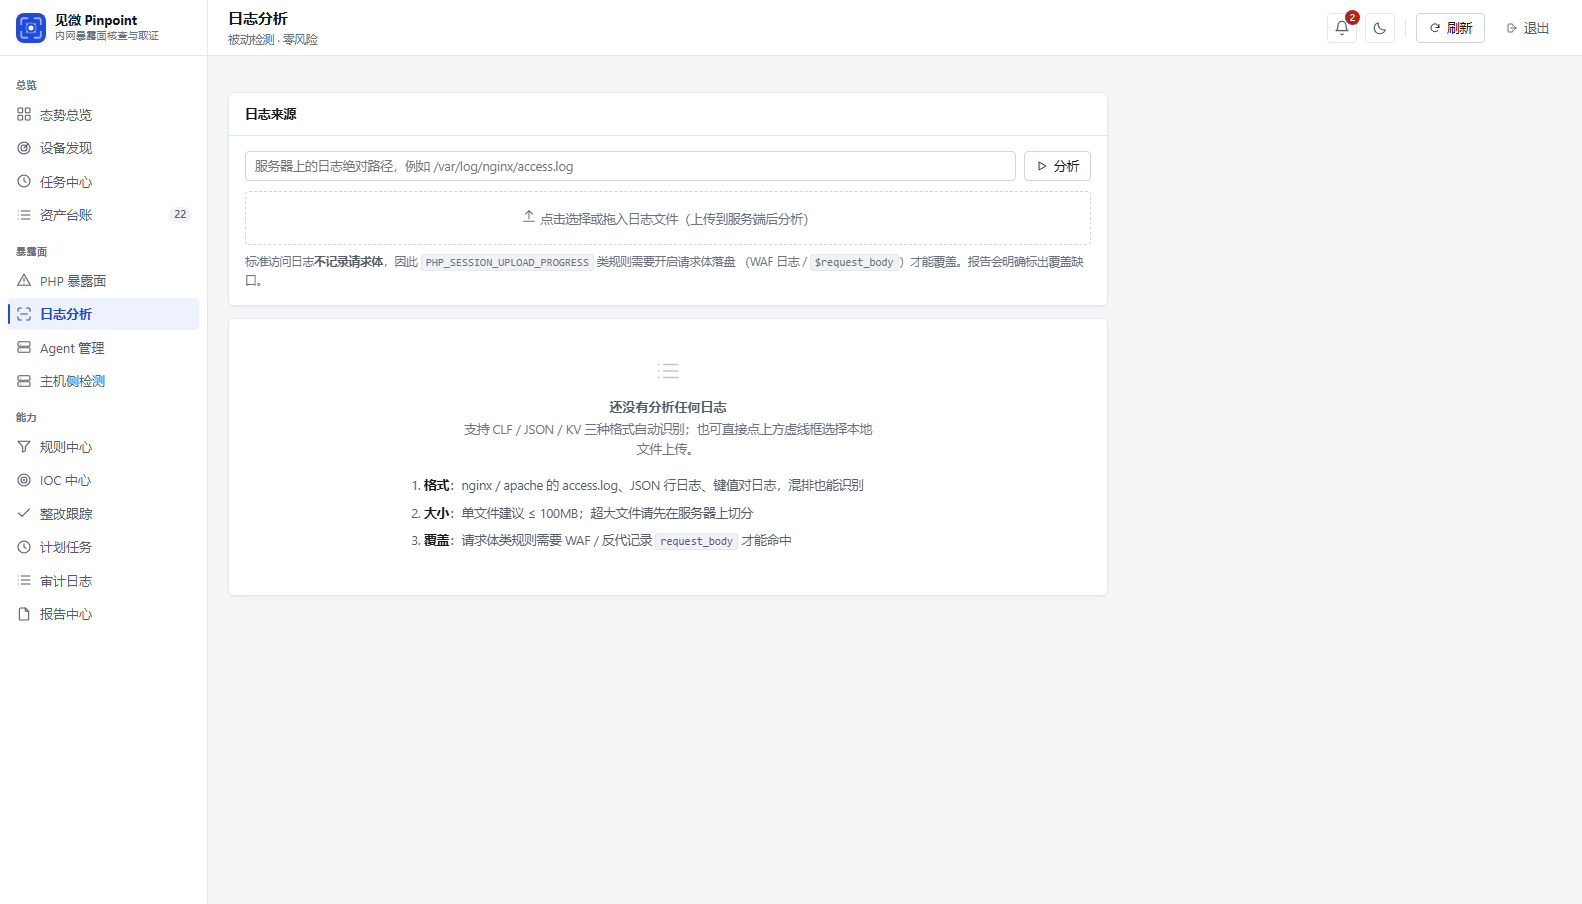 见微 Pinpoint
内网暴露面核查与取证
总览
态势总览
设备发现
任务中心
资产台账 22
暴露面
PHP 暴露面
日志分析
Agent 管理
主机侧检测
能力
规则中心
IOC 中心
整改跟踪
计划任务
审计日志
报告中心
日志分析
被动检测 · 零风险
2
刷新
退出
日志来源
服务器上的日志绝对路径，例如 /var/log/nginx/access.log
分析
点击选择或拖入日志文件（上传到服务端后分析）
标准访问日志不记录请求体，因此 PHP_SESSION_UPLOAD_PROGRESS 类规则需要开启请求体落盘 （WAF 日志 / $request_body ）才能覆盖。报告会明确标出覆盖缺
口。
还没有分析任何日志
支持 CLF / JSON / KV 三种格式自动识别；也可直接点上方虚线框选择本地
文件上传。
1. 格式：nginx / apache 的 access.log、JSON 行日志、键值对日志，混排也能识别
2. 大小：单文件建议 ≤ 100MB；超大文件请先在服务器上切分
3. 覆盖：请求体类规则需要 WAF / 反代记录 request_body 才能命中